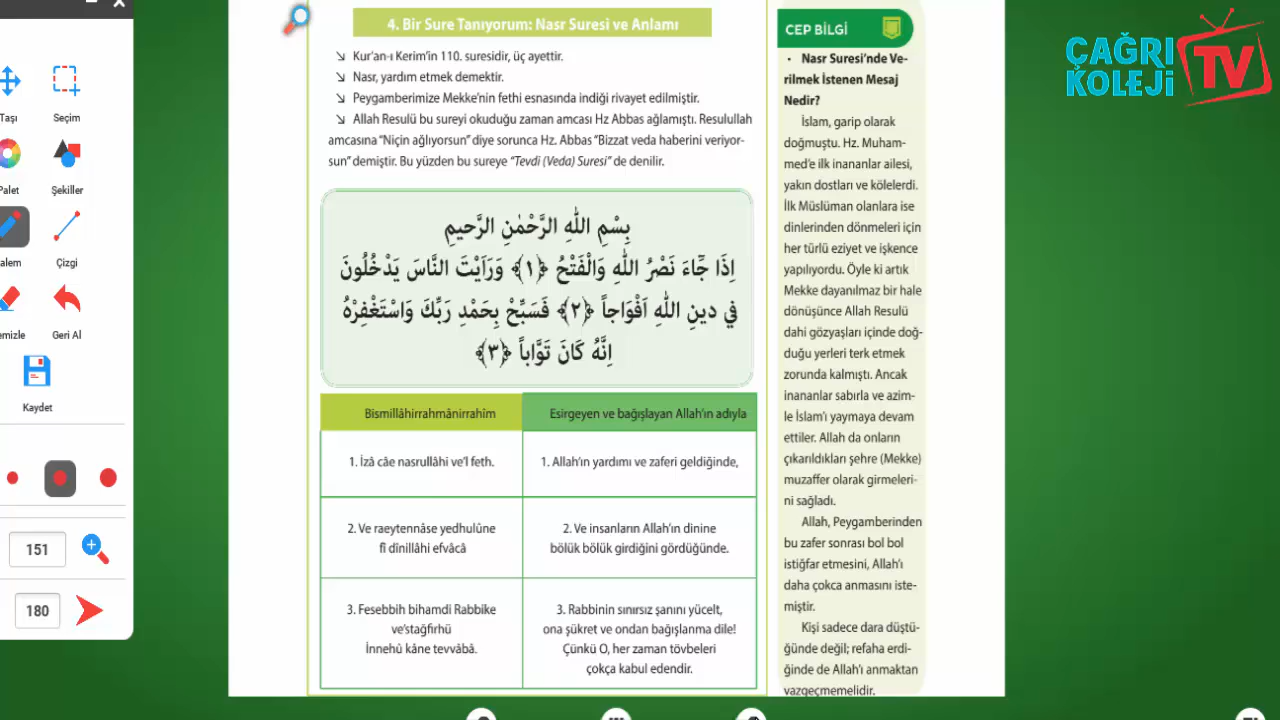 Taşı
Seçim
Palet
Şekiller
alem
Çizgi
emizle
Geri Al
Kaydet
151
180
4. Bir Sure Tanıyorum: Nasr Suresi ve Anlamı
↘ Kur'an-ı Kerim'in 110. suresidir, üç ayettir.
↘ Nasr, yardım etmek demektir.
↘ Peygamberimize Mekke'nin fethi esnasında indiği rivayet edilmiştir.
↘ Allah Resulü bu sureyi okuduğu zaman amcası Hz Abbas ağlamıştı. Resulullah
amcasına "Niçin ağlıyorsun" diye sorunca Hz. Abbas "Bizzat veda haberini veriyor-
sun" demiştir. Bu yüzden bu sureye "Tevdi (Veda) Suresi" de denilir.
بِسْمِ اللّٰهِ الرَّحْمٰنِ الرَّحيمِ
اِذَا جَٓاءَ نَصْرُ اللّٰهِ وَالْفَتْحُ ﴿١﴾ وَرَاَيْتَ النَّاسَ يَدْخُلُونَ
في دينِ اللّٰهِ اَفْوَاجاً ﴿٢﴾ فَسَبِّحْ بِحَمْدِ رَبِّكَ وَاسْتَغْفِرْهُ
اِنَّهُ كَانَ تَوَّاباً ﴿٣﴾
Bismillâhirrahmânirrahîm
Esirgeyen ve bağışlayan Allah'ın adıyla
1. İzâ câe nasrullâhi ve'l feth.
1. Allah'ın yardımı ve zaferi geldiğinde,
2. Ve raeytennâse yedhulûne
fî dînillâhi efvâcâ
2. Ve insanların Allah'ın dinine
bölük bölük girdiğini gördüğünde.
3. Fesebbih bihamdi Rabbike
ve'stağfirhü
İnnehû kâne tevvâbâ.
3. Rabbinin sınırsız şanını yücelt,
ona şükret ve ondan bağışlanma dile!
Çünkü O, her zaman tövbeleri
çokça kabul edendir.
CEP BİLGİ
• Nasr Suresi'nde Ve-
rilmek İstenen Mesaj
Nedir?
İslam, garip olarak
doğmuştu. Hz. Muham-
med'e ilk inananlar ailesi,
yakın dostları ve kölelerdi.
İlk Müslüman olanlara ise
dinlerinden dönmeleri için
her türlü eziyet ve işkence
yapılıyordu. Öyle ki artık
Mekke dayanılmaz bir hale
dönüşünce Allah Resulü
dahi gözyaşları içinde doğ-
duğu yerleri terk etmek
zorunda kalmıştı. Ancak
inananlar sabırla ve azim-
le İslam'ı yaymaya devam
ettiler. Allah da onların
çıkarıldıkları şehre (Mekke)
muzaffer olarak girmeleri-
ni sağladı.
Allah, Peygamberinden
bu zafer sonrası bol bol
istiğfar etmesini, Allah'ı
daha çokca anmasını iste-
miştir.
Kişi sadece dara düştü-
ğünde değil; refaha erdi-
ğinde de Allah'ı anmaktan
vazgeçmemelidir.
ÇAĞRI
KOLEJİ
TV